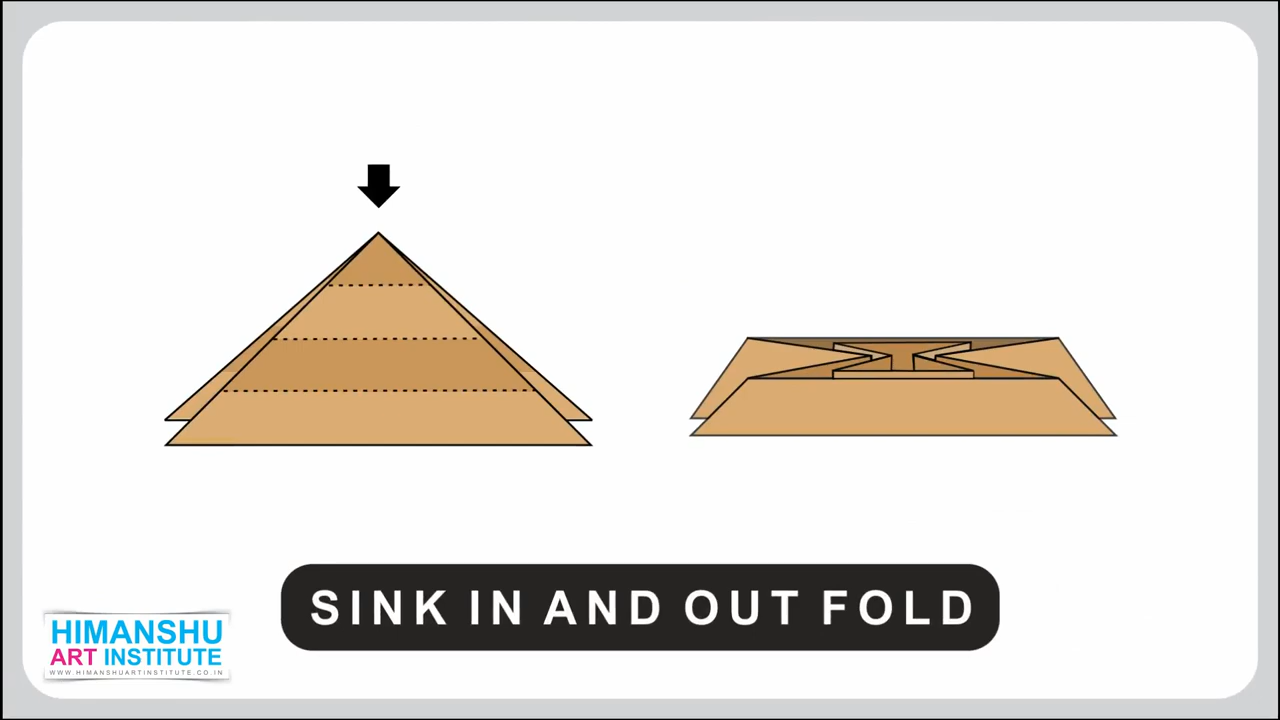 SINK IN AND OUT FOLD
HIMANSHU
ART INSTITUTE
WWW.HIMANSHUARTINSTITUTE.CO.IN